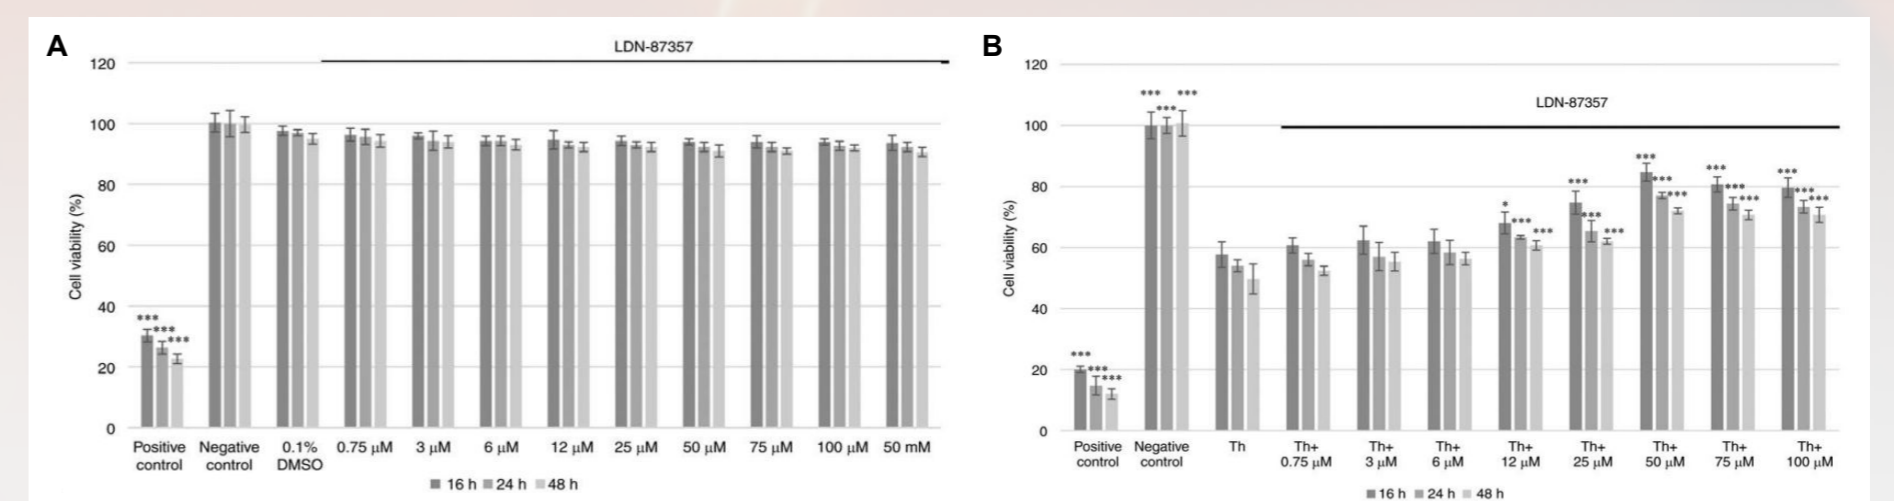 A
LDN-87357
120
100
80
60
40
20
0
Cell viability (%)
***
***
***
Positive control
Negative control
0.1% DMSO
0.75 µM
3 µM
6 µM
12 µM
25 µM
50 µM
75 µM
100 µM
50 mM
16 h 24 h 48 h
B
LDN-87357
120
100
80
60
40
20
0
Cell viability (%)
***
***
***
***
***
***
*
***
***
***
***
***
***
***
***
***
***
***
***
***
***
Positive control
Negative control
Th
Th+ 0.75 µM
Th+ 3 µM
Th+ 6 µM
Th+ 12 µM
Th+ 25 µM
Th+ 50 µM
Th+ 75 µM
Th+ 100 µM
16 h 24 h 48 h